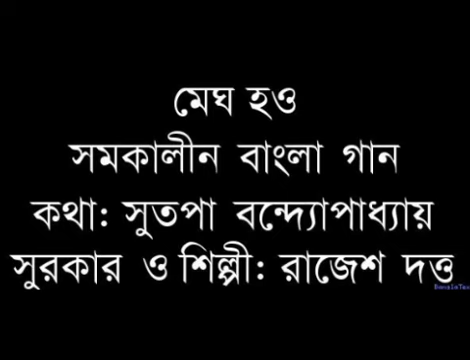 মেঘ হও
সমকালীন বাংলা গান
কথা: সুতপা বন্দ্যোপাধ্যায়
সুরকার ও শিল্পী: রাজেশ দত্ত